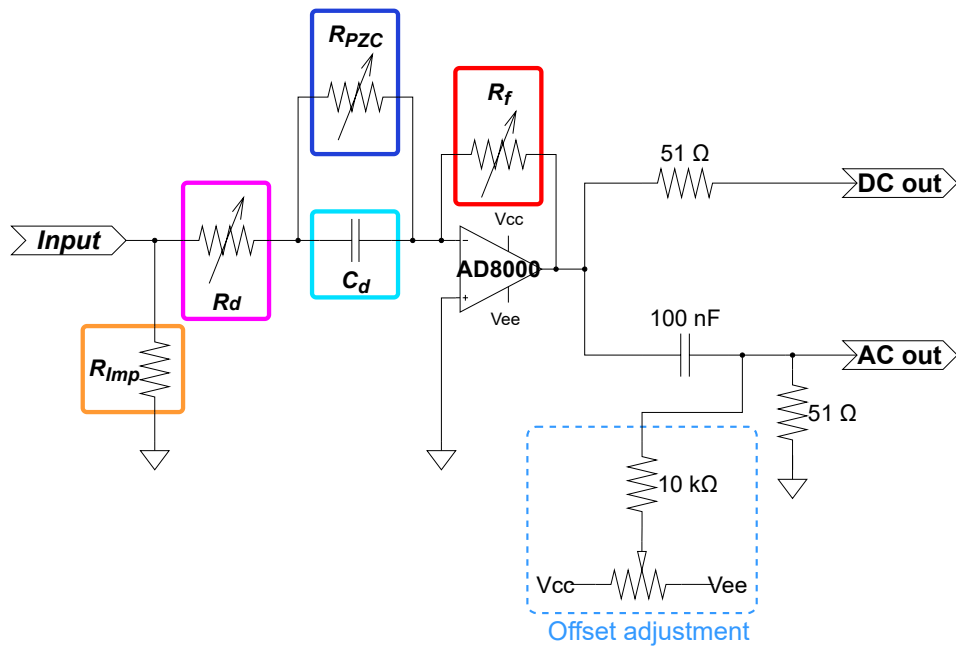 R_PZC
R_f
51 Ω
DC out
Input
Vcc
AD8000
Vee
R_d
C_d
100 nF
AC out
R_Imp
51 Ω
10 kΩ
Vcc
Vee
Offset adjustment